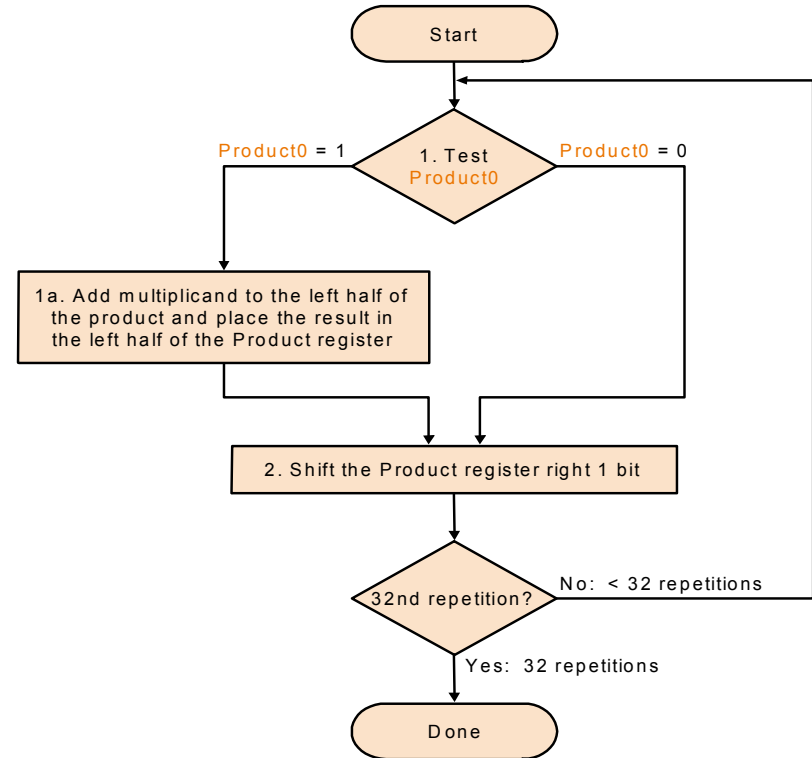 Start
Product0 = 1
1. Test
Product0
Product0 = 0
1a. Add multiplicand to the left half of
the product and place the result in
the left half of the Product register
2. Shift the Product register right 1 bit
32nd repetition?
No: < 32 repetitions
Yes: 32 repetitions
Done